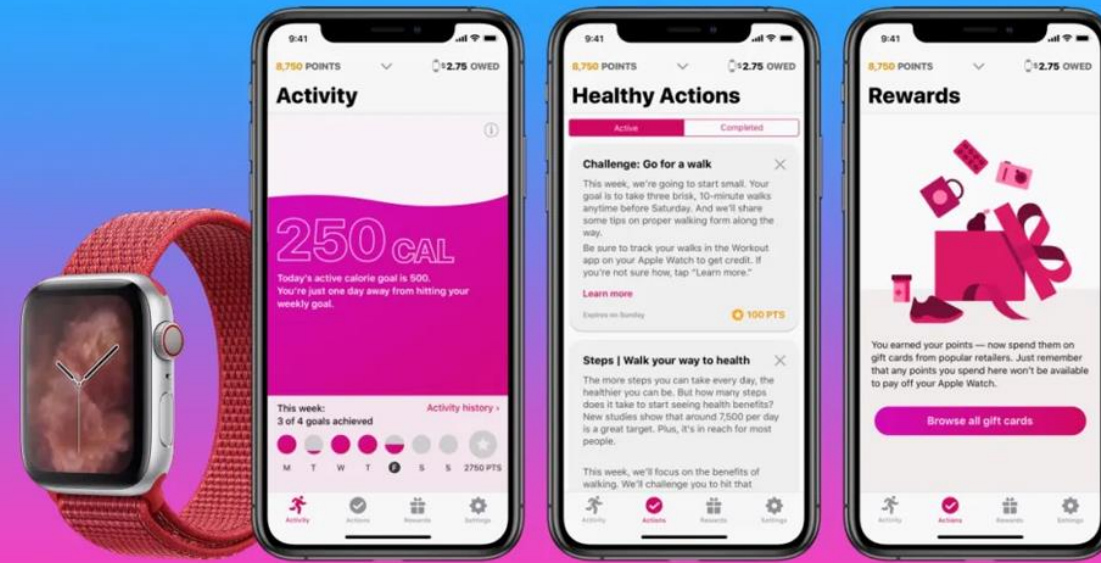 9:41
8,750 POINTS
$2.75 OWED
Activity
250 CAL
Today's active calorie goal is 500.
You're just one day away from hitting your
weekly goal.
This week:
Activity history ›
3 of 4 goals achieved
M T W T F S S 2750 PTS
Activity Actions Rewards Settings
9:41
8,750 POINTS
$2.75 OWED
Healthy Actions
Active Completed
Challenge: Go for a walk
This week, we're going to start small. Your
goal is to take three brisk, 10-minute walks
anytime before Saturday. And we'll share
some tips on proper walking form along the
way.
Be sure to track your walks in the Workout
app on your Apple Watch to get credit. If
you're not sure how, tap "Learn more."
Learn more
Expires on Sunday
100 PTS
Steps | Walk your way to health
The more steps you can take every day, the
healthier you can be. But how many steps
does it take to start seeing health benefits?
New studies show that around 7,500 per day
is a great target. Plus, it's in reach for most
people.
This week, we'll focus on the benefits of
walking. We'll challenge you to hit that
Activity Actions Rewards Settings
9:41
8,750 POINTS
$2.75 OWED
Rewards
You earned your points — now spend them on
gift cards from popular retailers. Just remember
that any points you spend here won't be available
to pay off your Apple Watch.
Browse all gift cards
Activity Actions Rewards Settings